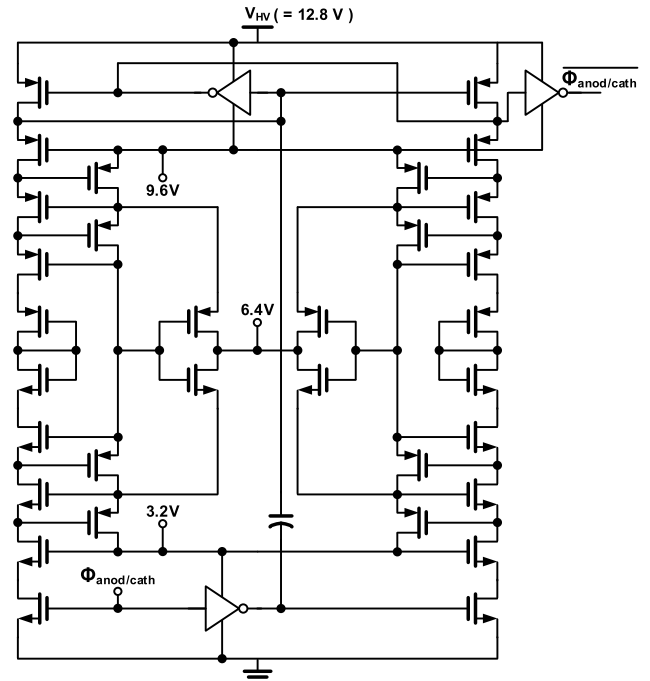 V_HV ( = 12.8 V )
Φ̅_anod/cath
9.6V
6.4V
3.2V
Φ_anod/cath